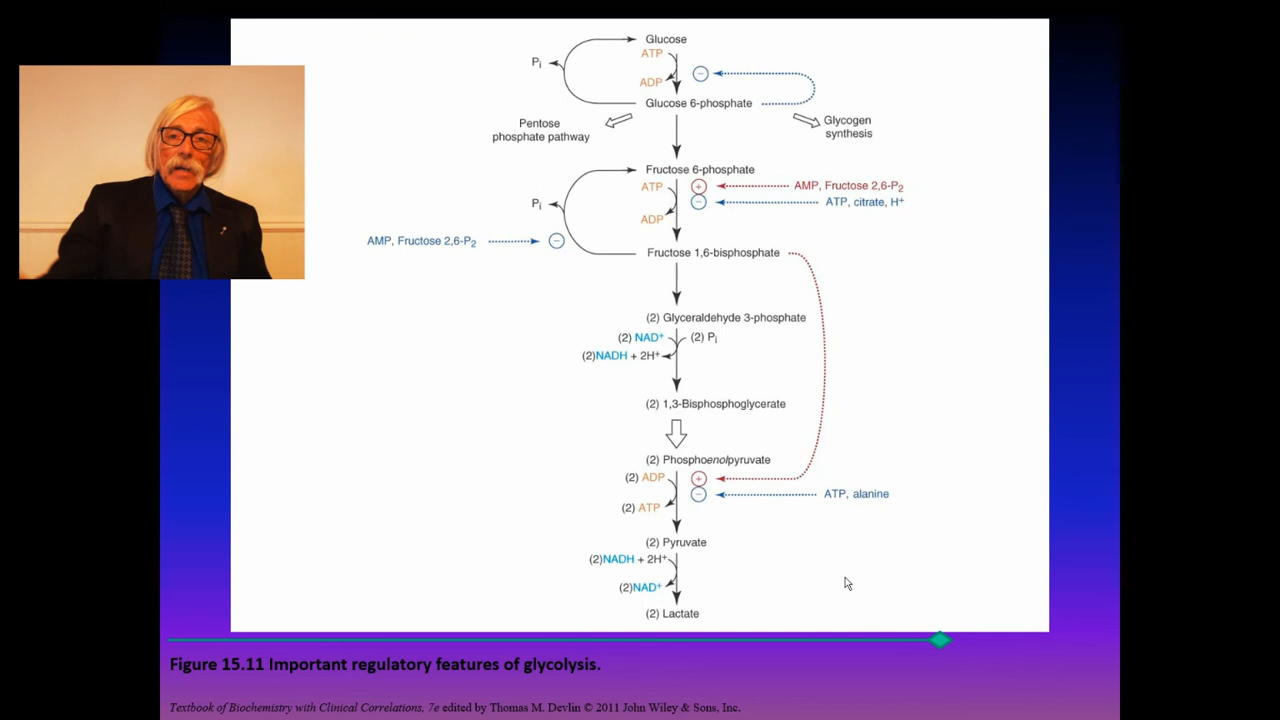 Glucose
ATP
Pi
−
ADP
Glucose 6-phosphate
Pentose
phosphate pathway
Glycogen
synthesis
Fructose 6-phosphate
ATP
+
AMP, Fructose 2,6-P₂
Pi
−
ATP, citrate, H⁺
ADP
AMP, Fructose 2,6-P₂
−
Fructose 1,6-bisphosphate
(2) Glyceraldehyde 3-phosphate
(2) NAD⁺
(2) Pi
(2)NADH + 2H⁺
(2) 1,3-Bisphosphoglycerate
(2) Phosphoenolpyruvate
(2) ADP
+
−
ATP, alanine
(2) ATP
(2) Pyruvate
(2)NADH + 2H⁺
(2)NAD⁺
(2) Lactate
Figure 15.11 Important regulatory features of glycolysis.
Textbook of Biochemistry with Clinical Correlations, 7e edited by Thomas M. Devlin © 2011 John Wiley & Sons, Inc.